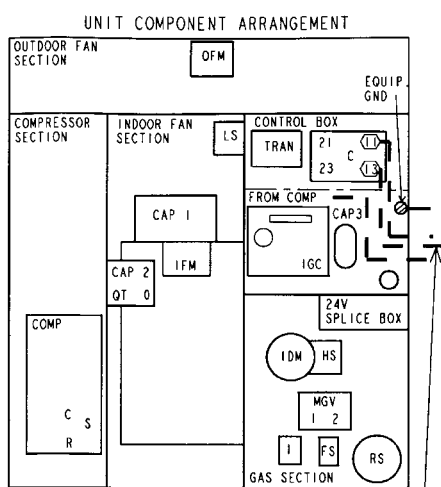 UNIT COMPONENT ARRANGEMENT
OUTDOOR FAN
SECTION
OFM
EQUIP
GND
COMPRESSOR
SECTION
INDOOR FAN
SECTION
LS
CONTROL BOX
TRAN
21
11
C
23
13
FROM COMP
CAP 1
CAP3
IFM
IGC
CAP 2
QT 0
24V
SPLICE BOX
COMP
IDM
HS
C
S
R
MGV
1 2
I
FS
RS
GAS SECTION